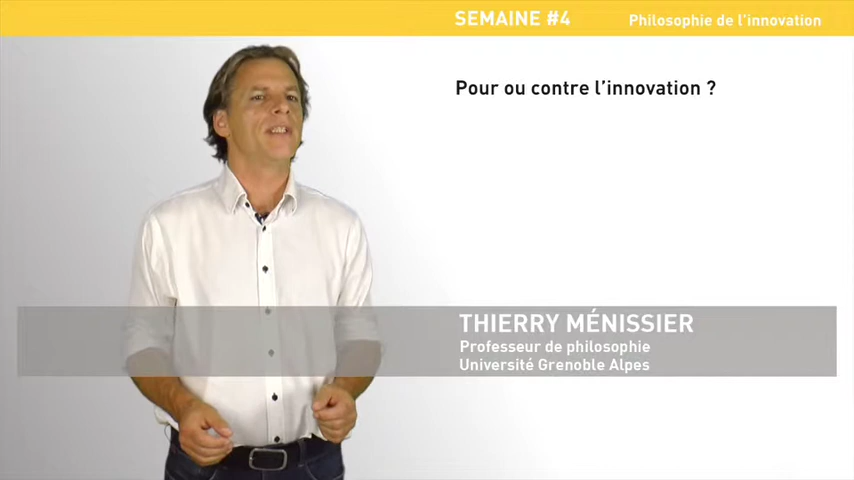 SEMAINE #4 Philosophie de l'innovation
Pour ou contre l'innovation ?
THIERRY MÉNISSIER
Professeur de philosophie
Université Grenoble Alpes